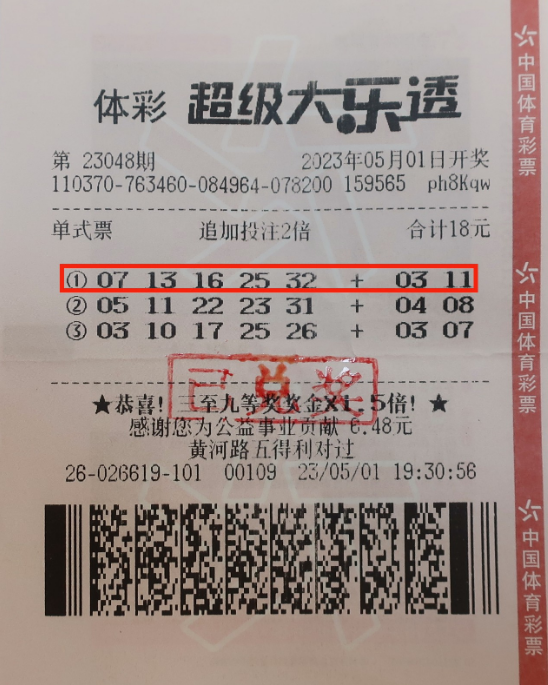 体彩 超级大乐透
第 23048期 2023年05月01日开奖
110370-763460-084964-078200 159565 ph8Kqw
单式票 追加投注2倍 合计18元
① 07 13 16 25 32 + 03 11
② 05 11 22 23 31 + 04 08
③ 03 10 17 25 26 + 03 07
已兑奖
★恭喜! 三至九等奖奖金X1.5倍! ★
感谢您为公益事业贡献 6.48元
黄河路五得利对过
26-026619-101 00109 23/05/01 19:30:56
中国体育彩票
中国体育彩票
中国体育彩票